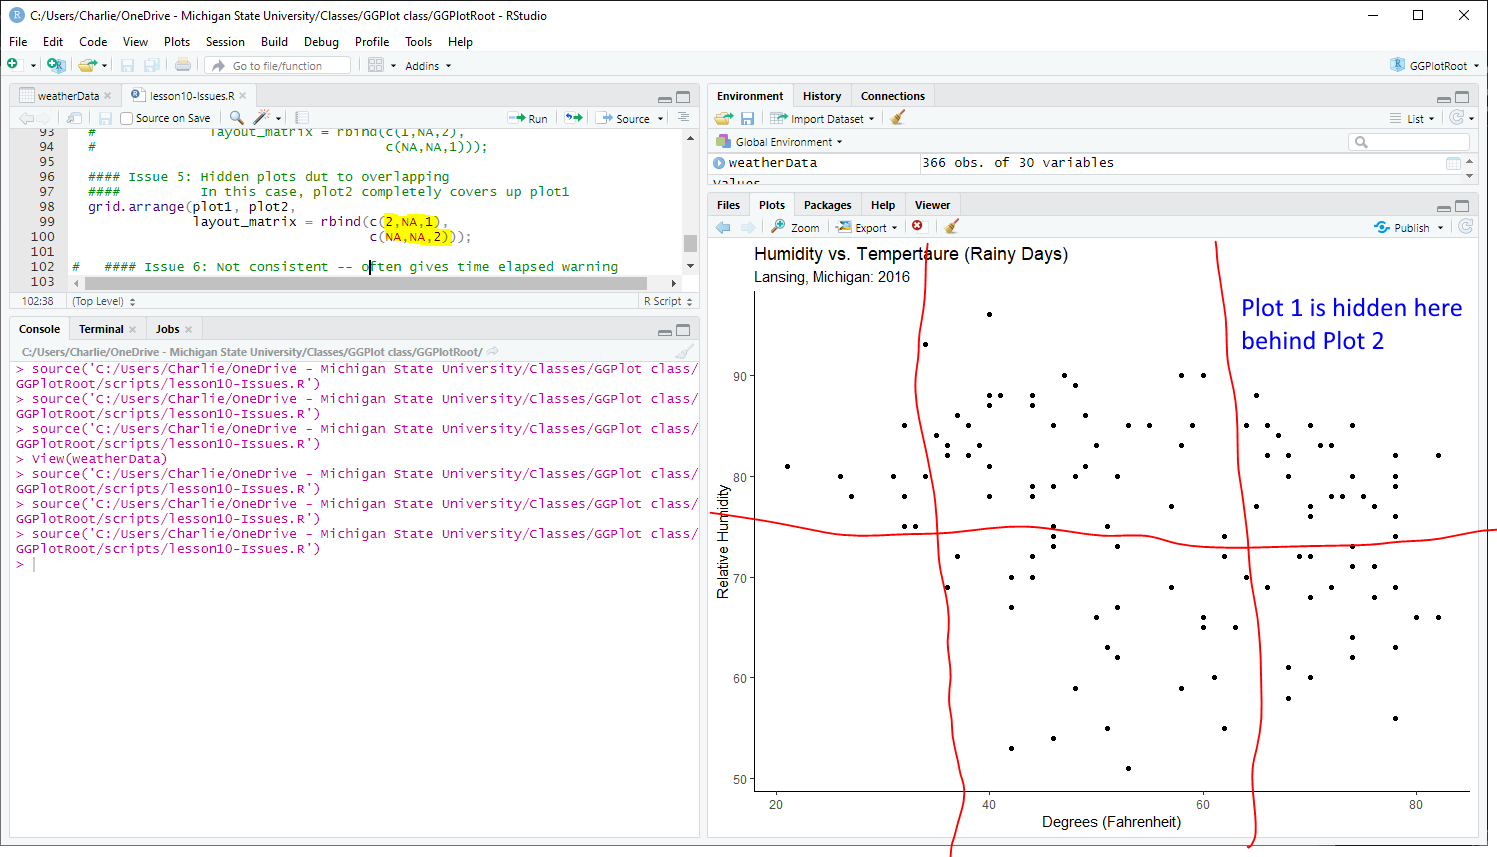 C:/Users/Charlie/OneDrive - Michigan State University/Classes/GGPlot class/GGPlotRoot - RStudio
File Edit Code View Plots Session Build Debug Profile Tools Help
Go to file/function Addins GGPlotRoot
weatherData lesson10-Issues.R
Source on Save Run Source
93 # layout_matrix = rbind(c(1,NA,2),
94 # c(NA,NA,1)));
95
96 #### Issue 5: Hidden plots dut to overlapping
97 #### In this case, plot2 completely covers up plot1
98 grid.arrange(plot1, plot2,
99 layout_matrix = rbind(c(2,NA,1),
100 c(NA,NA,2)));
101
102 # #### Issue 6: Not consistent -- often gives time elapsed warning
103
102:38 (Top Level) R Script
Console Terminal Jobs
C:/Users/Charlie/OneDrive - Michigan State University/Classes/GGPlot class/GGPlotRoot/
> source('C:/Users/Charlie/OneDrive - Michigan State University/Classes/GGPlot class/
GGPlotRoot/scripts/lesson10-Issues.R')
> source('C:/Users/Charlie/OneDrive - Michigan State University/Classes/GGPlot class/
GGPlotRoot/scripts/lesson10-Issues.R')
> source('C:/Users/Charlie/OneDrive - Michigan State University/Classes/GGPlot class/
GGPlotRoot/scripts/lesson10-Issues.R')
> View(weatherData)
> source('C:/Users/Charlie/OneDrive - Michigan State University/Classes/GGPlot class/
GGPlotRoot/scripts/lesson10-Issues.R')
> source('C:/Users/Charlie/OneDrive - Michigan State University/Classes/GGPlot class/
GGPlotRoot/scripts/lesson10-Issues.R')
> source('C:/Users/Charlie/OneDrive - Michigan State University/Classes/GGPlot class/
GGPlotRoot/scripts/lesson10-Issues.R')
>
Environment History Connections
Import Dataset List
Global Environment
weatherData 366 obs. of 30 variables
values
Files Plots Packages Help Viewer
Zoom Export Publish
Humidity vs. Tempertaure (Rainy Days)
Lansing, Michigan: 2016
Plot 1 is hidden here
behind Plot 2
90
80
70
60
50
Relative Humidity
20 40 60 80
Degrees (Fahrenheit)